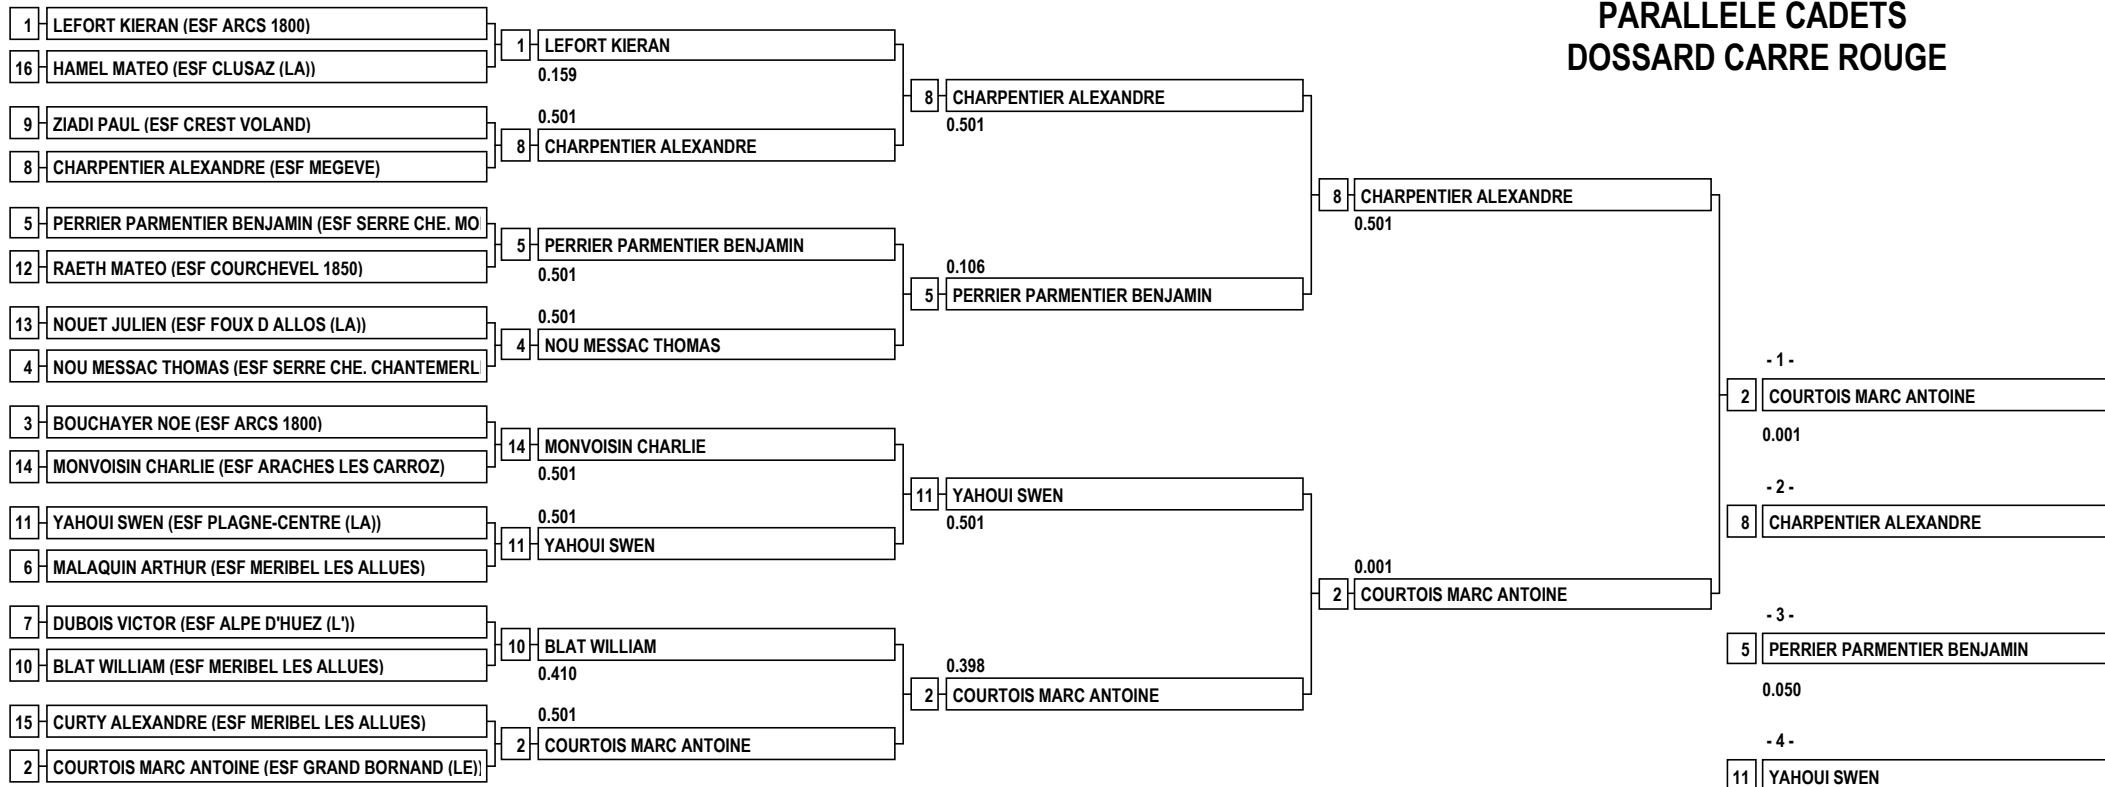 PARALLELE CADETS
DOSSARD CARRE ROUGE
1 LEFORT KIERAN (ESF ARCS 1800)
16 HAMEL MATEO (ESF CLUSAZ (LA))
9 ZIADI PAUL (ESF CREST VOLAND)
8 CHARPENTIER ALEXANDRE (ESF MEGEVE)
5 PERRIER PARMENTIER BENJAMIN (ESF SERRE CHE. MO
12 RAETH MATEO (ESF COURCHEVEL 1850)
13 NOUET JULIEN (ESF FOUX D ALLOS (LA))
4 NOU MESSAC THOMAS (ESF SERRE CHE. CHANTEMERL
3 BOUCHAYER NOE (ESF ARCS 1800)
14 MONVOISIN CHARLIE (ESF ARACHES LES CARROZ)
11 YAHOUI SWEN (ESF PLAGNE-CENTRE (LA))
6 MALAQUIN ARTHUR (ESF MERIBEL LES ALLUES)
7 DUBOIS VICTOR (ESF ALPE D'HUEZ (L'))
10 BLAT WILLIAM (ESF MERIBEL LES ALLUES)
15 CURTY ALEXANDRE (ESF MERIBEL LES ALLUES)
2 COURTOIS MARC ANTOINE (ESF GRAND BORNAND (LE))
1 LEFORT KIERAN
0.159
0.501
8 CHARPENTIER ALEXANDRE
5 PERRIER PARMENTIER BENJAMIN
0.501
0.501
4 NOU MESSAC THOMAS
14 MONVOISIN CHARLIE
0.501
0.501
11 YAHOUI SWEN
10 BLAT WILLIAM
0.410
0.501
2 COURTOIS MARC ANTOINE
8 CHARPENTIER ALEXANDRE
0.501
0.106
5 PERRIER PARMENTIER BENJAMIN
11 YAHOUI SWEN
0.501
0.398
2 COURTOIS MARC ANTOINE
8 CHARPENTIER ALEXANDRE
0.501
0.001
2 COURTOIS MARC ANTOINE
- 1 -
2 COURTOIS MARC ANTOINE
0.001
- 2 -
8 CHARPENTIER ALEXANDRE
- 3 -
5 PERRIER PARMENTIER BENJAMIN
0.050
- 4 -
11 YAHOUI SWEN